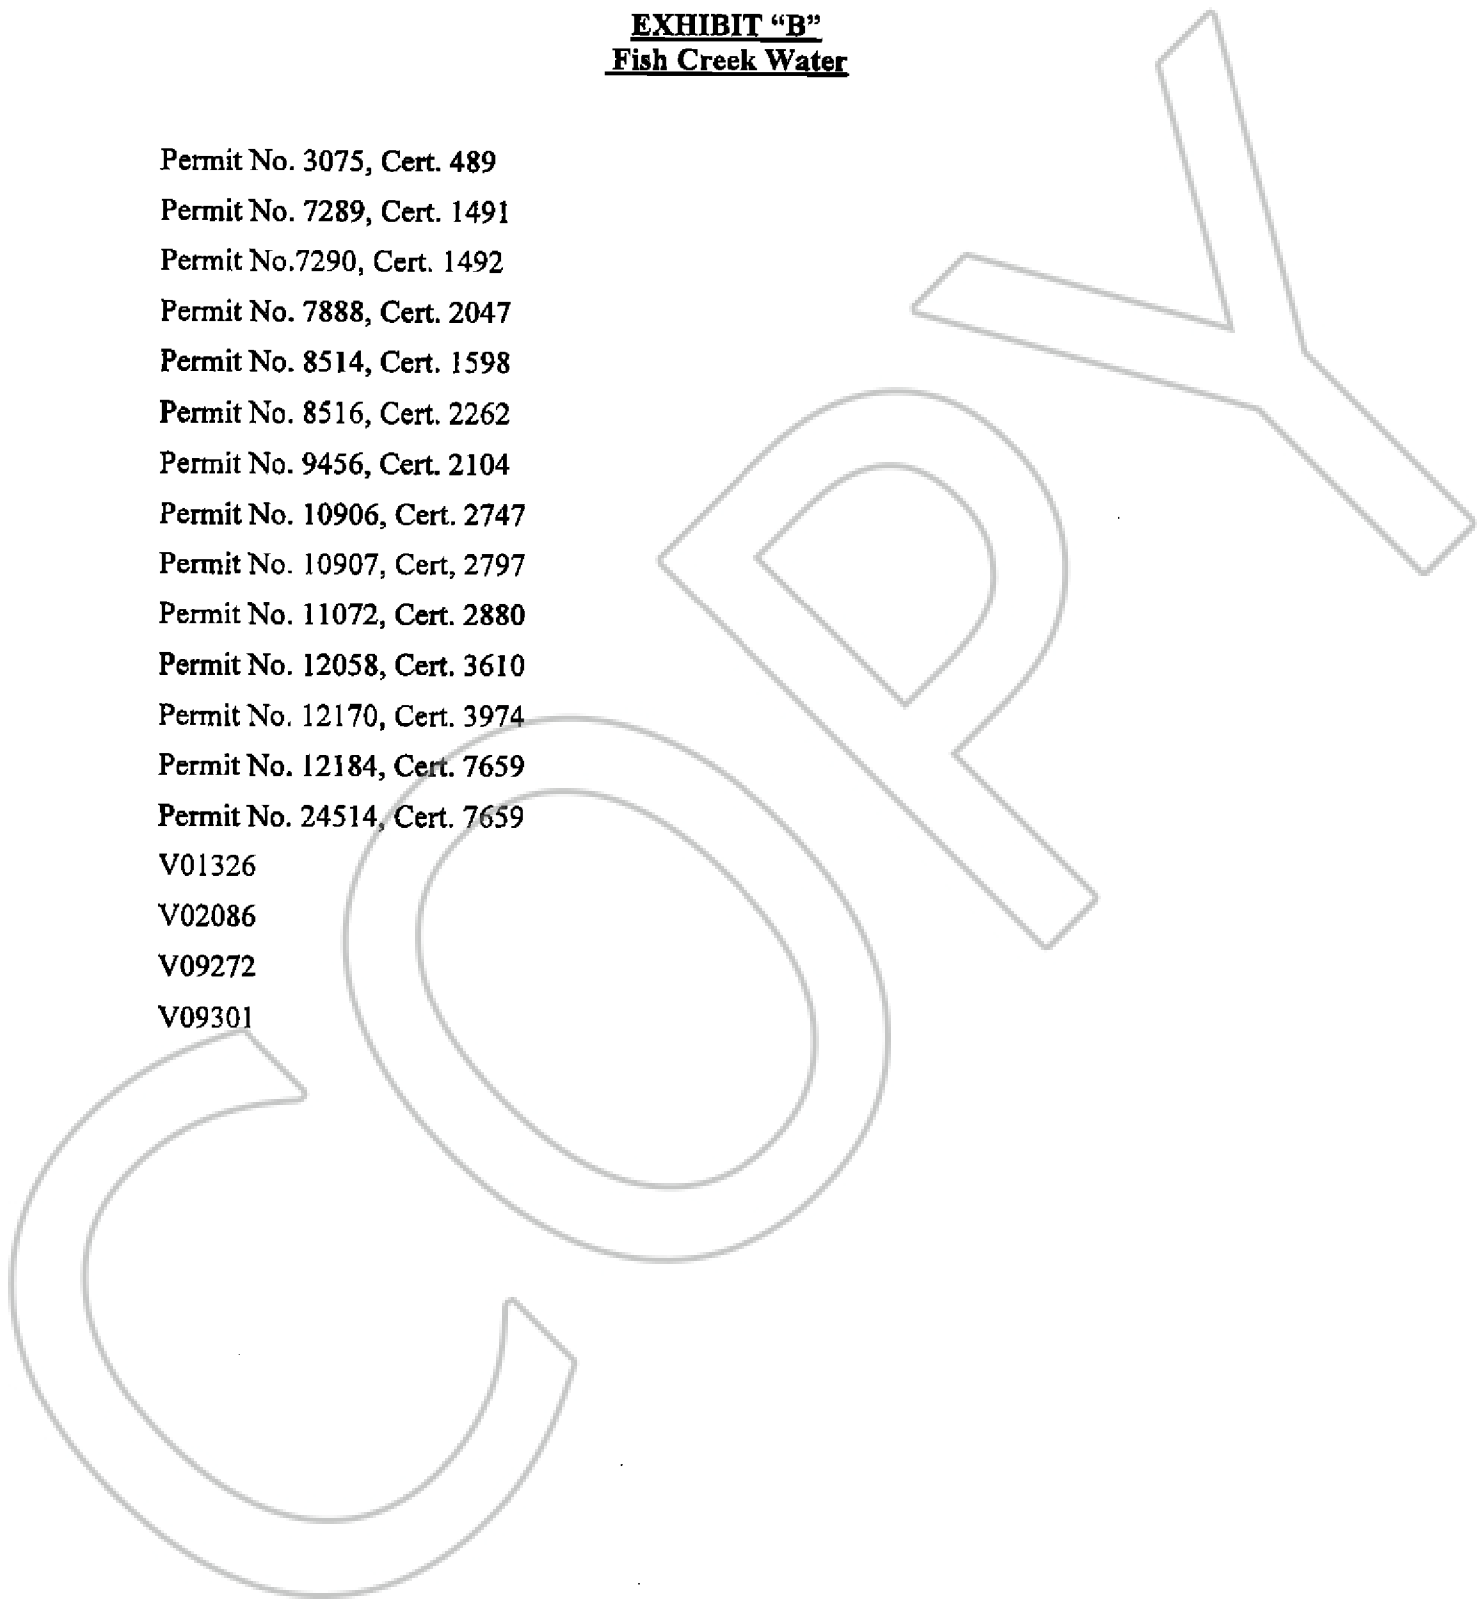 EXHIBIT “B”
Fish Creek Water
Permit No. 3075, Cert. 489
Permit No. 7289, Cert. 1491
Permit No.7290, Cert. 1492
Permit No. 7888, Cert. 2047
Permit No. 8514, Cert. 1598
Permit No. 8516, Cert. 2262
Permit No. 9456, Cert. 2104
Permit No. 10906, Cert. 2747
Permit No. 10907, Cert, 2797
Permit No. 11072, Cert. 2880
Permit No. 12058, Cert. 3610
Permit No. 12170, Cert. 3974
Permit No. 12184, Cert. 7659
Permit No. 24514, Cert. 7659
V01326
V02086
V09272
V09301
COPY